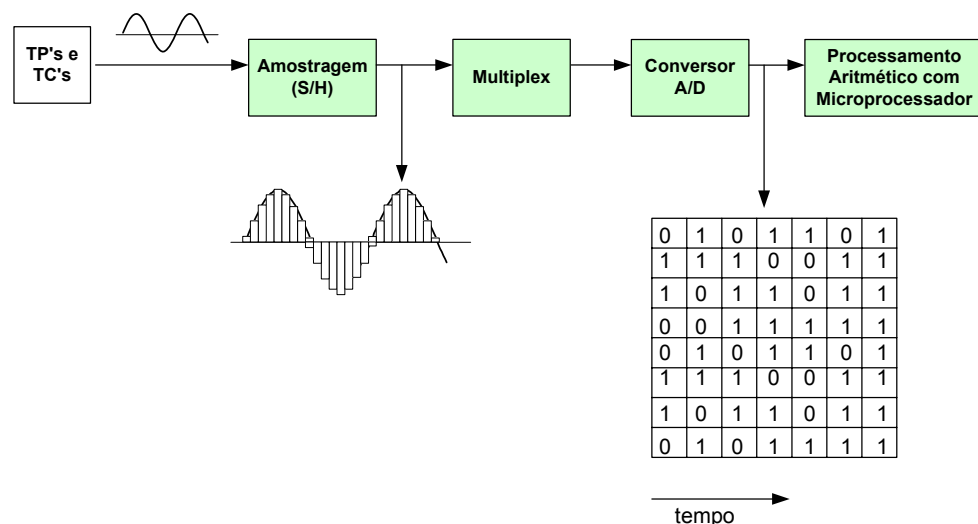 TP's e
TC's
Amostragem
(S/H)
Multiplex
Conversor
A/D
Processamento
Aritmético com
Microprocessador
0 1 0 1 1 0 1
1 1 1 0 0 1 1
1 0 1 1 0 1 1
0 0 1 1 1 1 1
0 1 0 1 1 0 1
1 1 1 0 0 1 1
1 0 1 1 0 1 1
0 1 0 1 1 1 1
tempo